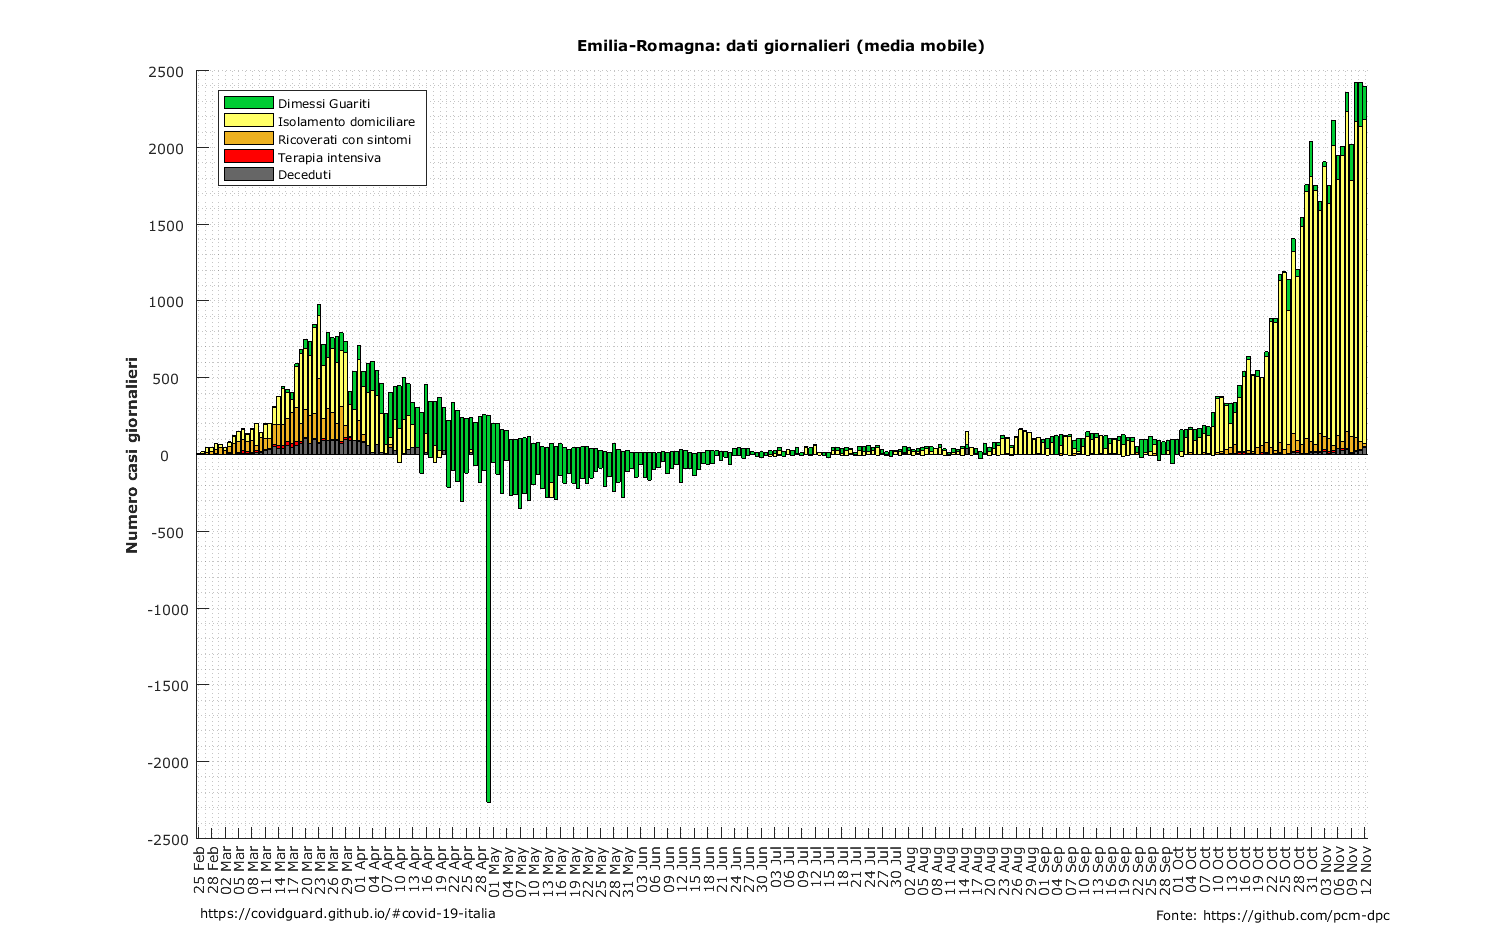 Emilia-Romagna: dati giornalieri (media mobile)
Dimessi Guariti
Isolamento domiciliare
Ricoverati con sintomi
Terapia intensiva
Deceduti
Numero casi giornalieri
2500
2000
1500
1000
500
0
-500
-1000
-1500
-2000
-2500
25 Feb
28 Feb
02 Mar
05 Mar
08 Mar
11 Mar
14 Mar
17 Mar
20 Mar
23 Mar
26 Mar
29 Mar
01 Apr
04 Apr
07 Apr
10 Apr
13 Apr
16 Apr
19 Apr
22 Apr
25 Apr
28 Apr
01 May
04 May
07 May
10 May
13 May
16 May
19 May
22 May
25 May
28 May
31 May
03 Jun
06 Jun
09 Jun
12 Jun
15 Jun
18 Jun
21 Jun
24 Jun
27 Jun
30 Jun
03 Jul
06 Jul
09 Jul
12 Jul
15 Jul
18 Jul
21 Jul
24 Jul
27 Jul
30 Jul
02 Aug
05 Aug
08 Aug
11 Aug
14 Aug
17 Aug
20 Aug
23 Aug
26 Aug
29 Aug
01 Sep
04 Sep
07 Sep
10 Sep
13 Sep
16 Sep
19 Sep
22 Sep
25 Sep
28 Sep
01 Oct
04 Oct
07 Oct
10 Oct
13 Oct
16 Oct
19 Oct
22 Oct
25 Oct
28 Oct
31 Oct
03 Nov
06 Nov
09 Nov
12 Nov
https://covidguard.github.io/#covid-19-italia
Fonte: https://github.com/pcm-dpc